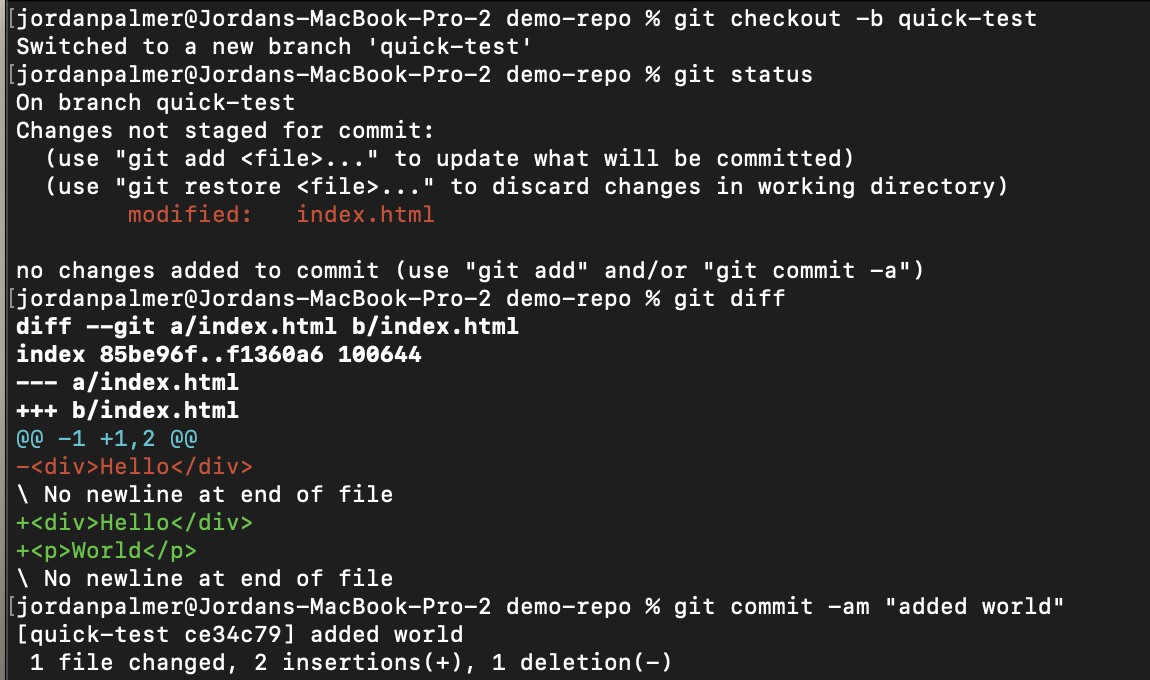 [jordanpalmer@Jordans-MacBook-Pro-2 demo-repo % git checkout -b quick-test
Switched to a new branch 'quick-test'
[jordanpalmer@Jordans-MacBook-Pro-2 demo-repo % git status
On branch quick-test
Changes not staged for commit:
  (use "git add <file>..." to update what will be committed)
  (use "git restore <file>..." to discard changes in working directory)
        modified:   index.html

no changes added to commit (use "git add" and/or "git commit -a")
[jordanpalmer@Jordans-MacBook-Pro-2 demo-repo % git diff
diff --git a/index.html b/index.html
index 85be96f..f1360a6 100644
--- a/index.html
+++ b/index.html
@@ -1 +1,2 @@
-<div>Hello</div>
\ No newline at end of file
+<div>Hello</div>
+<p>World</p>
\ No newline at end of file
[jordanpalmer@Jordans-MacBook-Pro-2 demo-repo % git commit -am "added world"
[quick-test ce34c79] added world
 1 file changed, 2 insertions(+), 1 deletion(-)